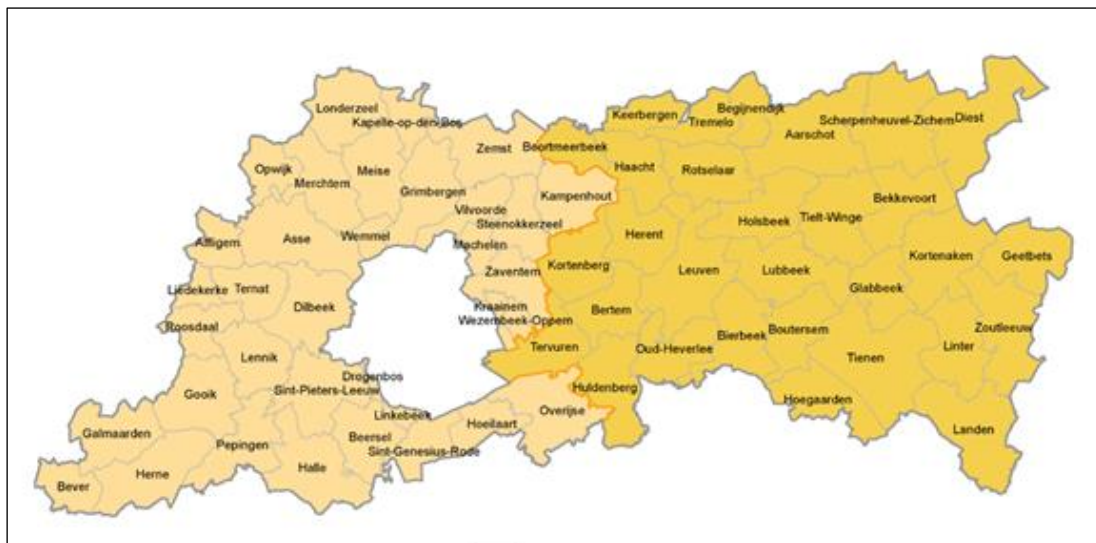 Londerzeel
Kapelle-op-den-Bos
Zemst
Boortmeerbeek
Keerbergen
Begijnendijk
Tremelo
Scherpenheuvel-Zichem
Diest
Aarschot
Opwijk
Merchtem
Meise
Grimbergen
Kampenhout
Haacht
Rotselaar
Bekkevoort
Vilvoorde
Steenokkerzeel
Holsbeek
Tielt-Winge
Affligem
Asse
Wemmel
Machelen
Herent
Kortenaken
Geetbets
Zaventem
Kortenberg
Leuven
Lubbeek
Glabbeek
Liedekerke
Ternat
Dilbeek
Kraainem
Wezembeek-Oppem
Bertem
Roosdaal
Bierbeek
Boutersem
Zoutleeuw
Lennik
Tervuren
Oud-Heverlee
Tienen
Linter
Drogenbos
Sint-Pieters-Leeuw
Gooik
Huldenberg
Hoegaarden
Linkebeek
Hoeilaart
Overijse
Galmaarden
Pepingen
Beersel
Sint-Genesius-Rode
Landen
Bever
Herne
Halle